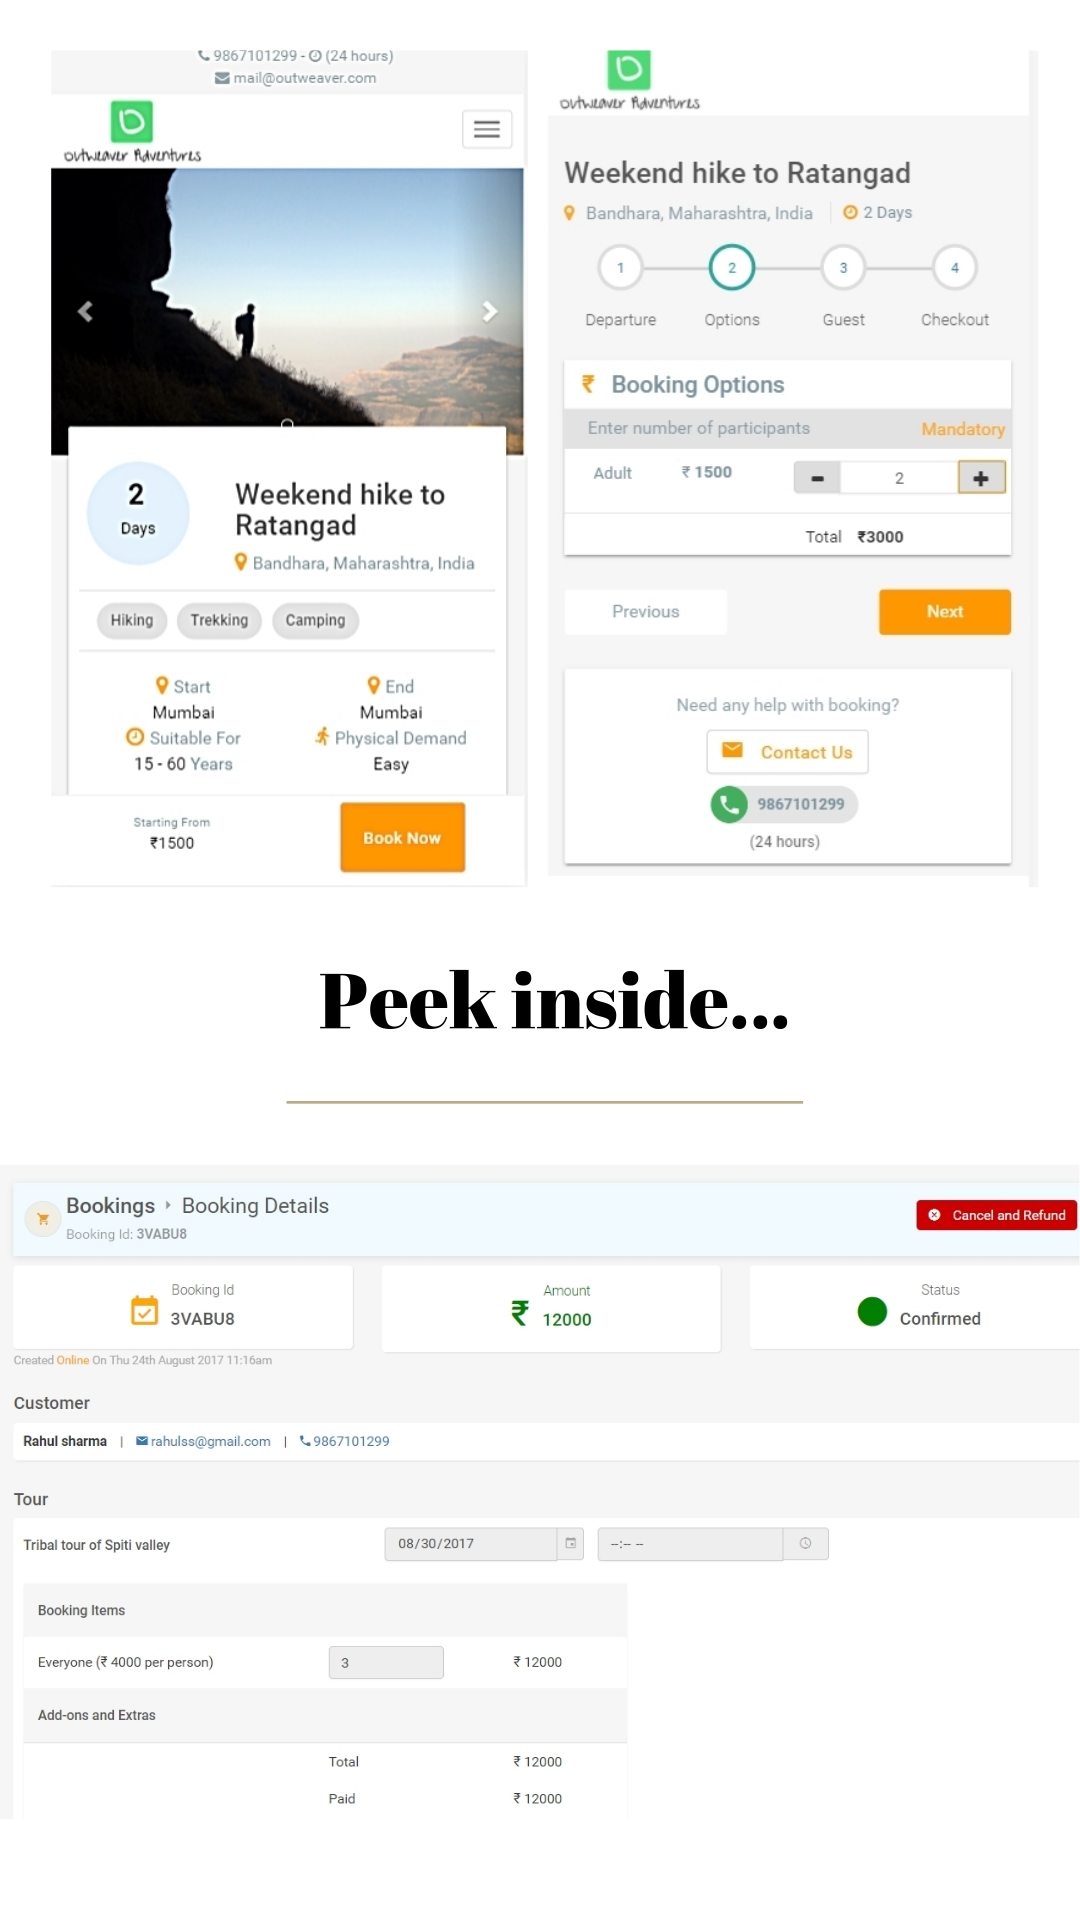 9867101299 - (24 hours)
mail@outweaver.com
outweaver Adventures
2
Days
Weekend hike to
Ratangad
Bandhara, Maharashtra, India
Hiking Trekking Camping
Start End
Mumbai Mumbai
Suitable For Physical Demand
15 - 60 Years Easy
Starting From
₹1500
Book Now
outweaver Adventures
Weekend hike to Ratangad
Bandhara, Maharashtra, India 2 Days
1 2 3 4
Departure Options Guest Checkout
₹ Booking Options
Enter number of participants Mandatory
Adult ₹ 1500 - 2 +
Total ₹3000
Previous Next
Need any help with booking?
Contact Us
9867101299
(24 hours)
Peek inside...
Bookings Booking Details
Booking Id: 3VABU8
Cancel and Refund
Booking Id
3VABU8
Amount
₹ 12000
Status
Confirmed
Created Online On Thu 24th August 2017 11:16am
Customer
Rahul sharma | rahulss@gmail.com | 9867101299
Tour
Tribal tour of Spiti valley 08/30/2017 --:-- --
Booking Items
Everyone (₹ 4000 per person) 3 ₹ 12000
Add-ons and Extras
Total ₹ 12000
Paid ₹ 12000